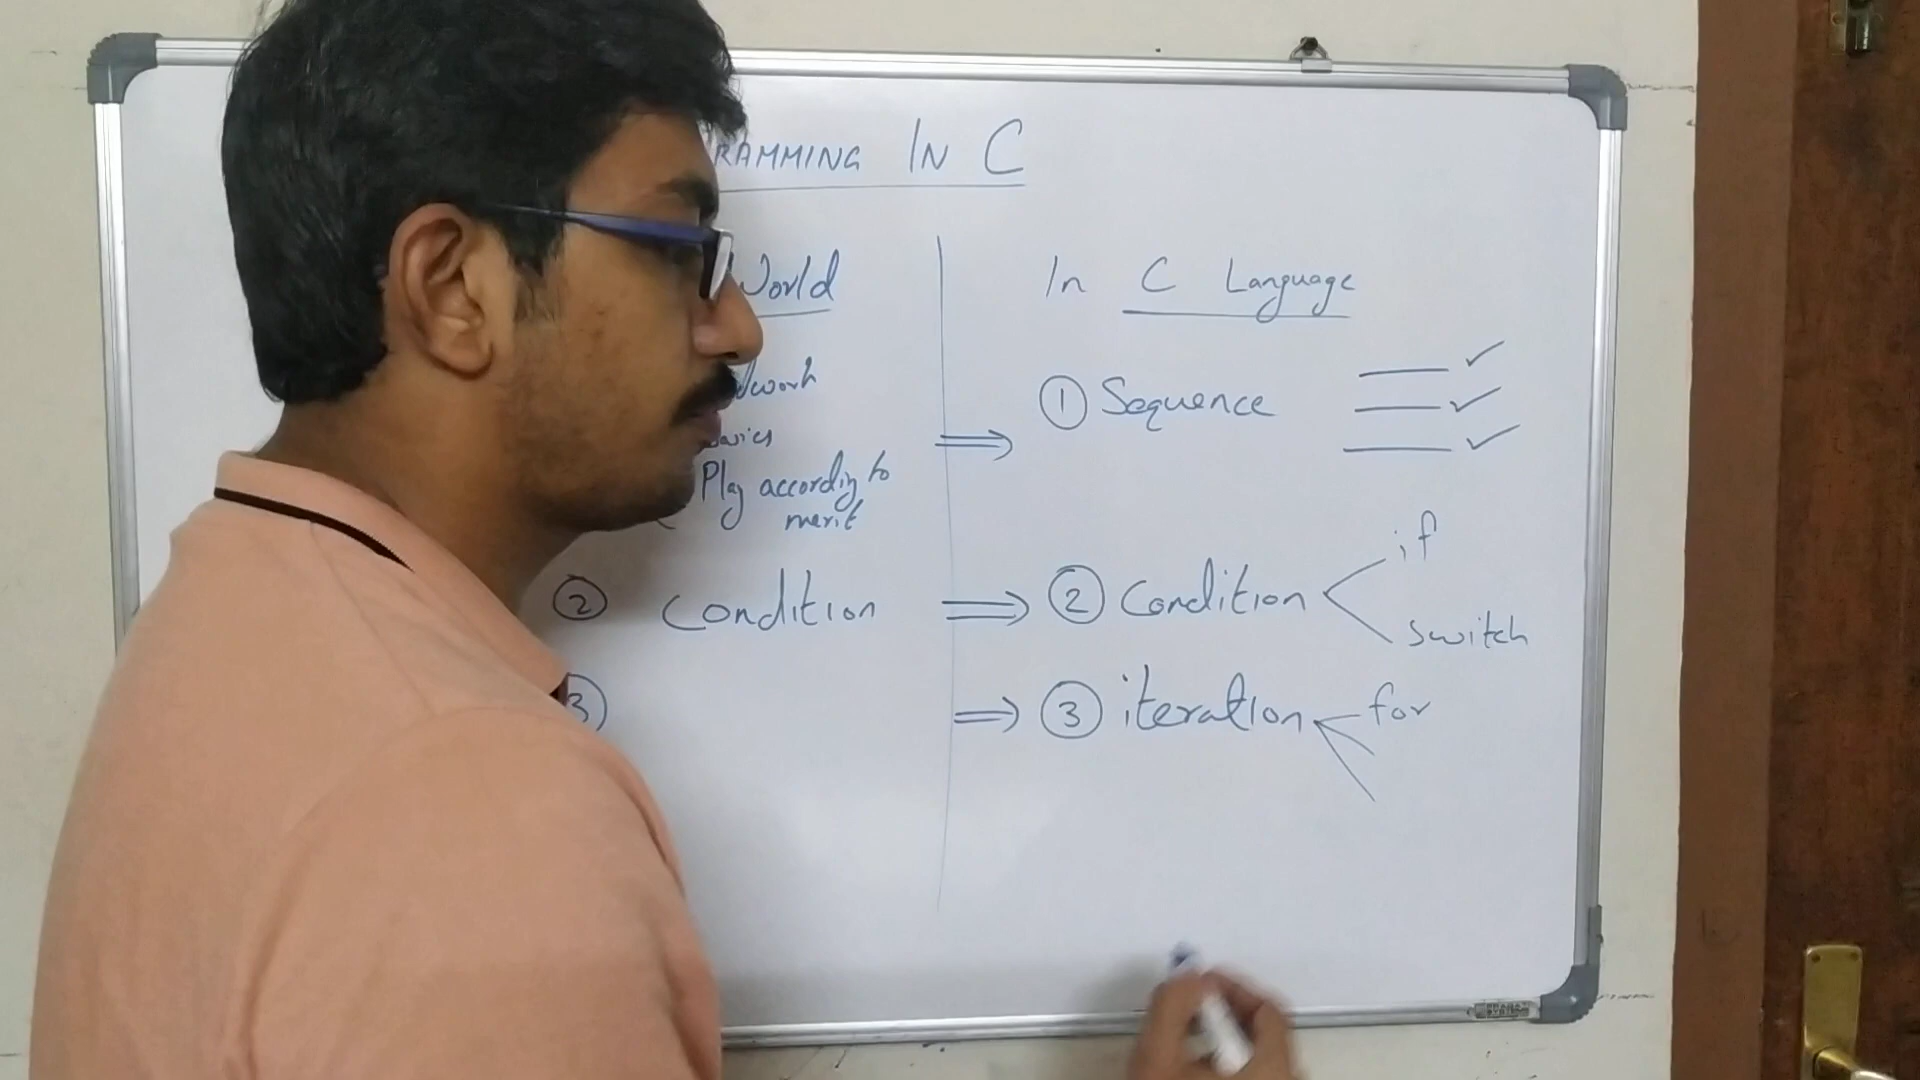 RAMMING IN C
World
In C Language
work
① Sequence
Play according to
merit
② Condition
② Condition
if
switch
③
③ iteration
for